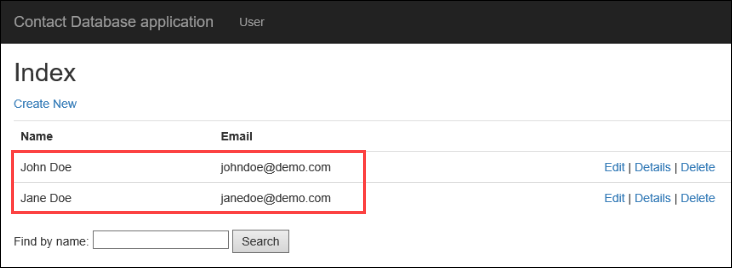 Contact Database application User
Index
Create New
Name Email
John Doe johndoe@demo.com Edit | Details | Delete
Jane Doe janedoe@demo.com Edit | Details | Delete
Find by name: Search